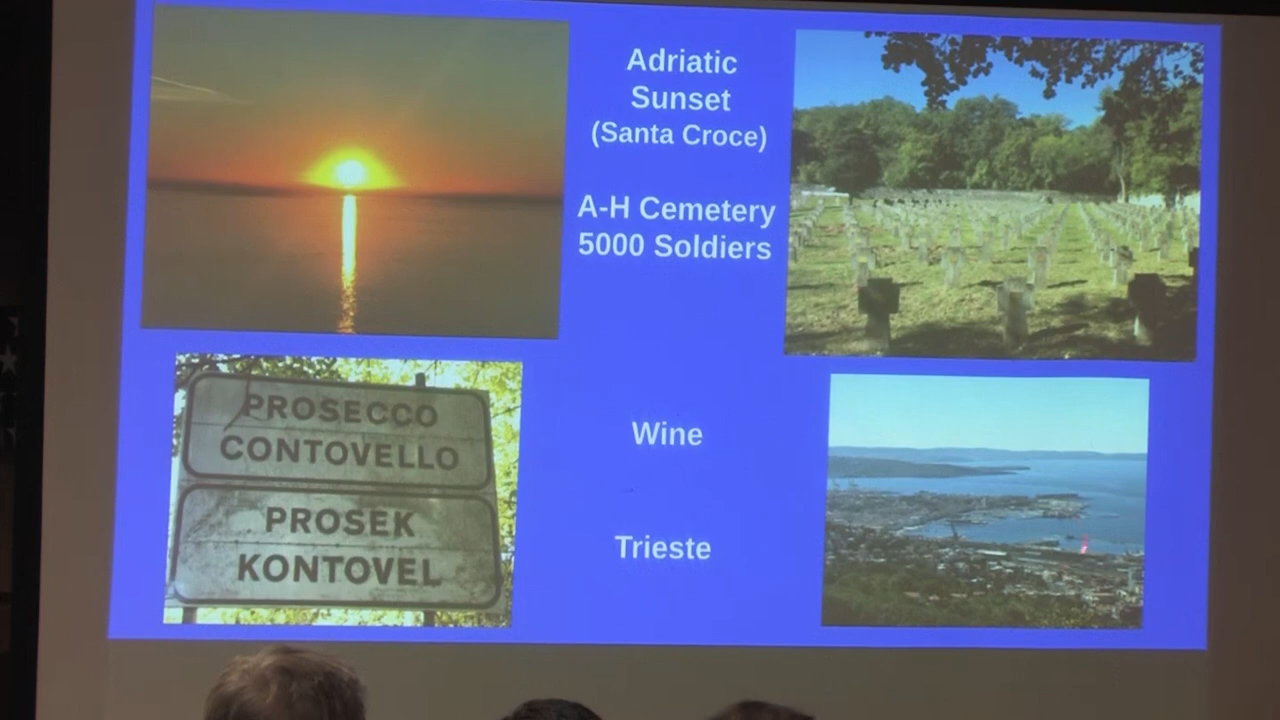 Adriatic
Sunset
(Santa Croce)
A-H Cemetery
5000 Soldiers
PROSECCO
CONTOVELLO
PROSEK
KONTOVEL
Wine
Trieste